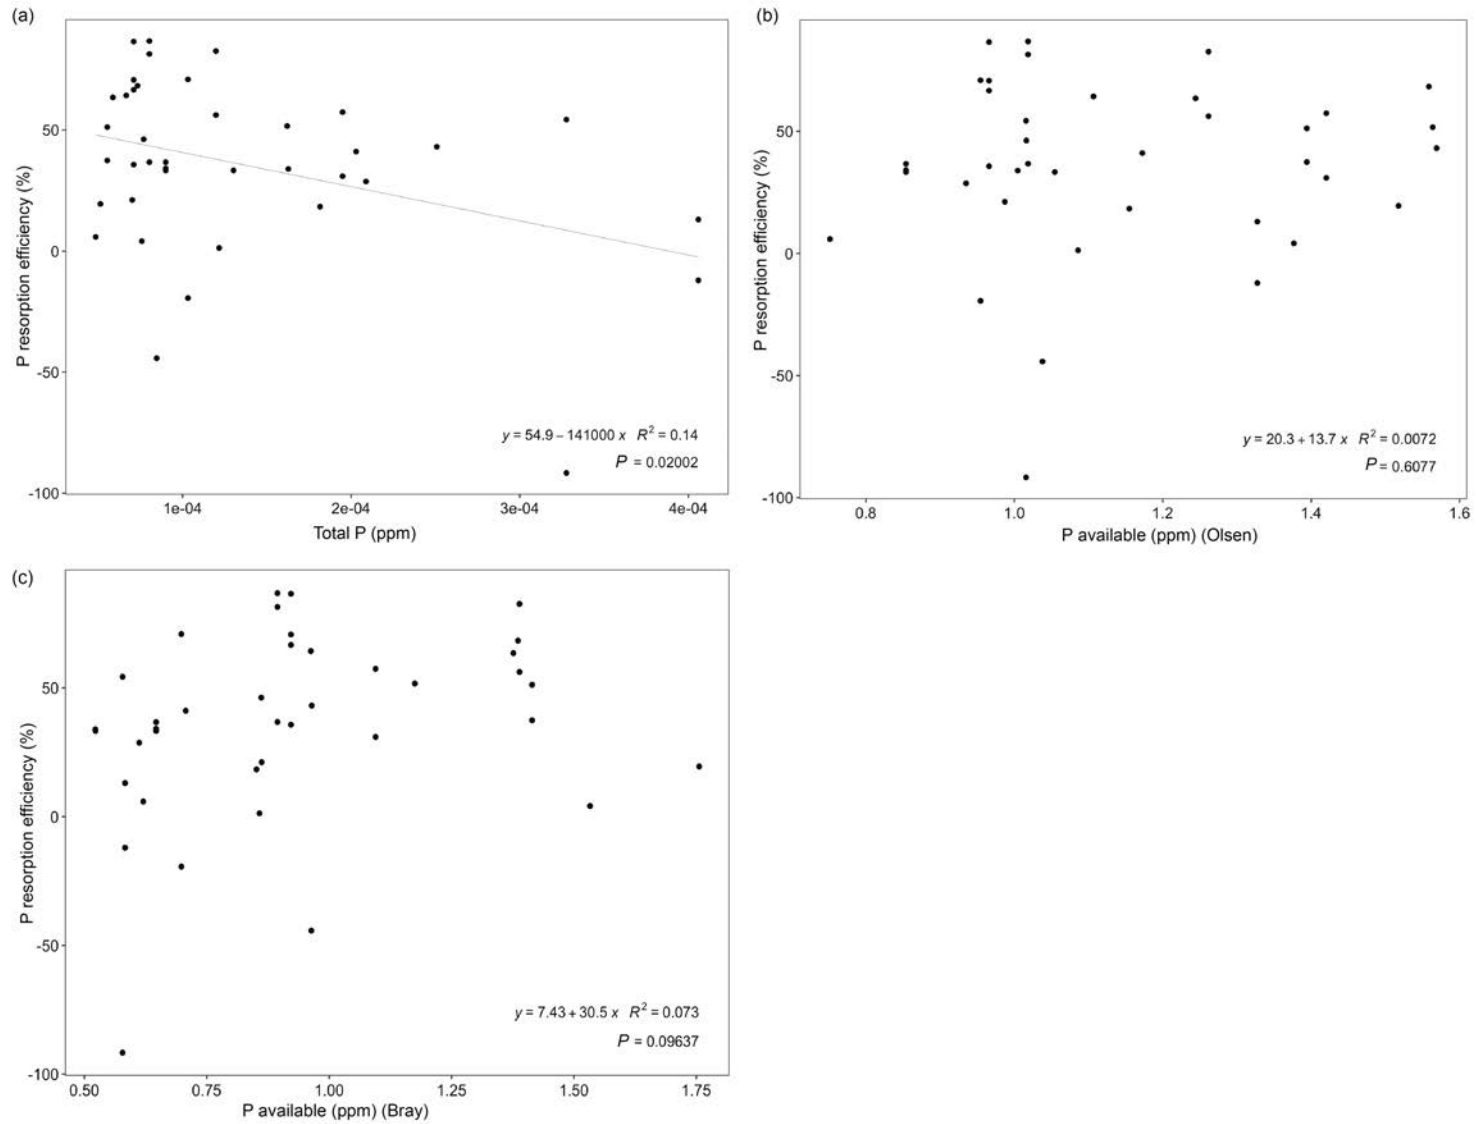 (a)
P resorption efficiency (%)
50
0
-50
-100
y = 54.9 – 141000 x R² = 0.14
P = 0.02002
1e-04 2e-04 3e-04 4e-04
Total P (ppm)
(b)
P resorption efficiency (%)
50
0
-50
-100
y = 20.3 + 13.7 x R² = 0.0072
P = 0.6077
0.8 1.0 1.2 1.4 1.6
P available (ppm) (Olsen)
(c)
P resorption efficiency (%)
50
0
-50
-100
y = 7.43 + 30.5 x R² = 0.073
P = 0.09637
0.50 0.75 1.00 1.25 1.50 1.75
P available (ppm) (Bray)